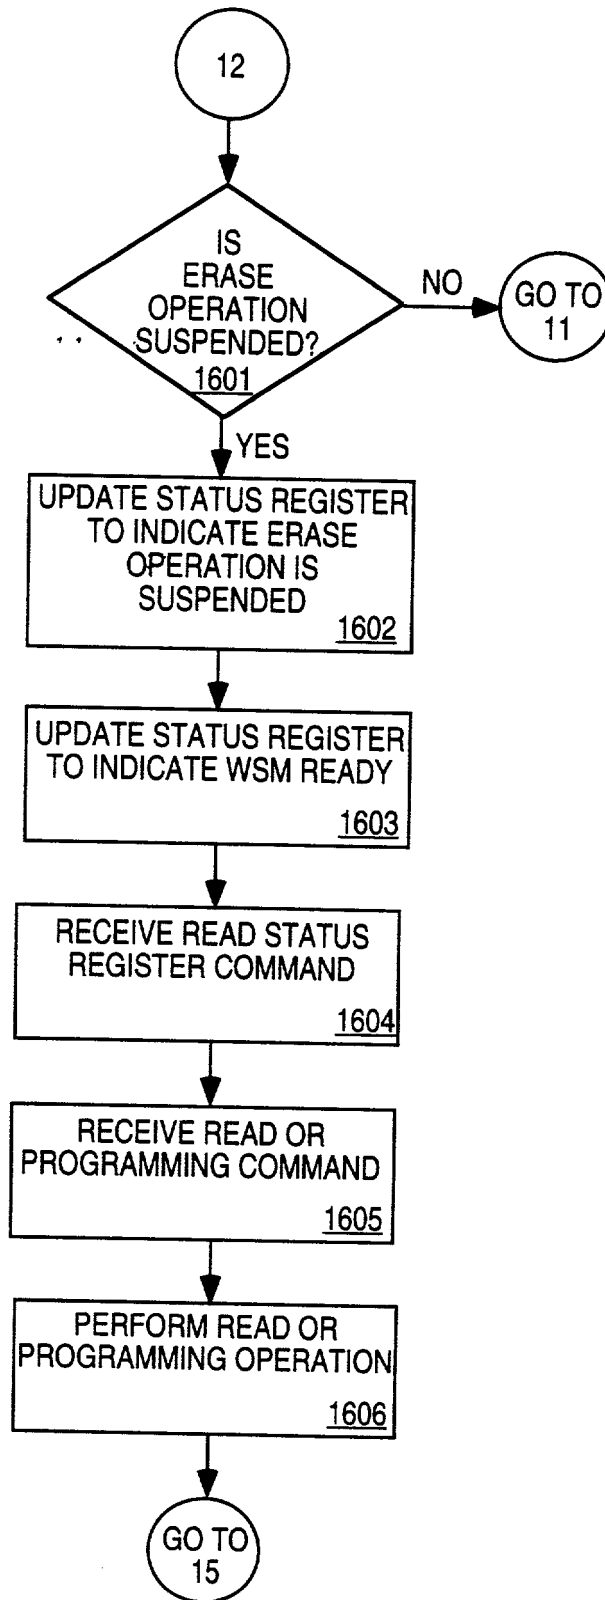 12
IS
ERASE
OPERATION
SUSPENDED?
1601
NO
GO TO
11
YES
UPDATE STATUS REGISTER
TO INDICATE ERASE
OPERATION IS
SUSPENDED
1602
UPDATE STATUS REGISTER
TO INDICATE WSM READY
1603
RECEIVE READ STATUS
REGISTER COMMAND
1604
RECEIVE READ OR
PROGRAMMING COMMAND
1605
PERFORM READ OR
PROGRAMMING OPERATION
1606
GO TO
15